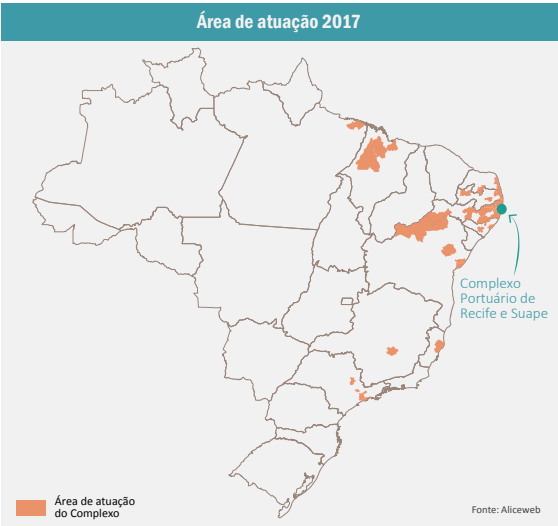 Área de atuação 2017
Complexo
Portuário de
Recife e Suape
Área de atuação
do Complexo
Fonte: Aliceweb